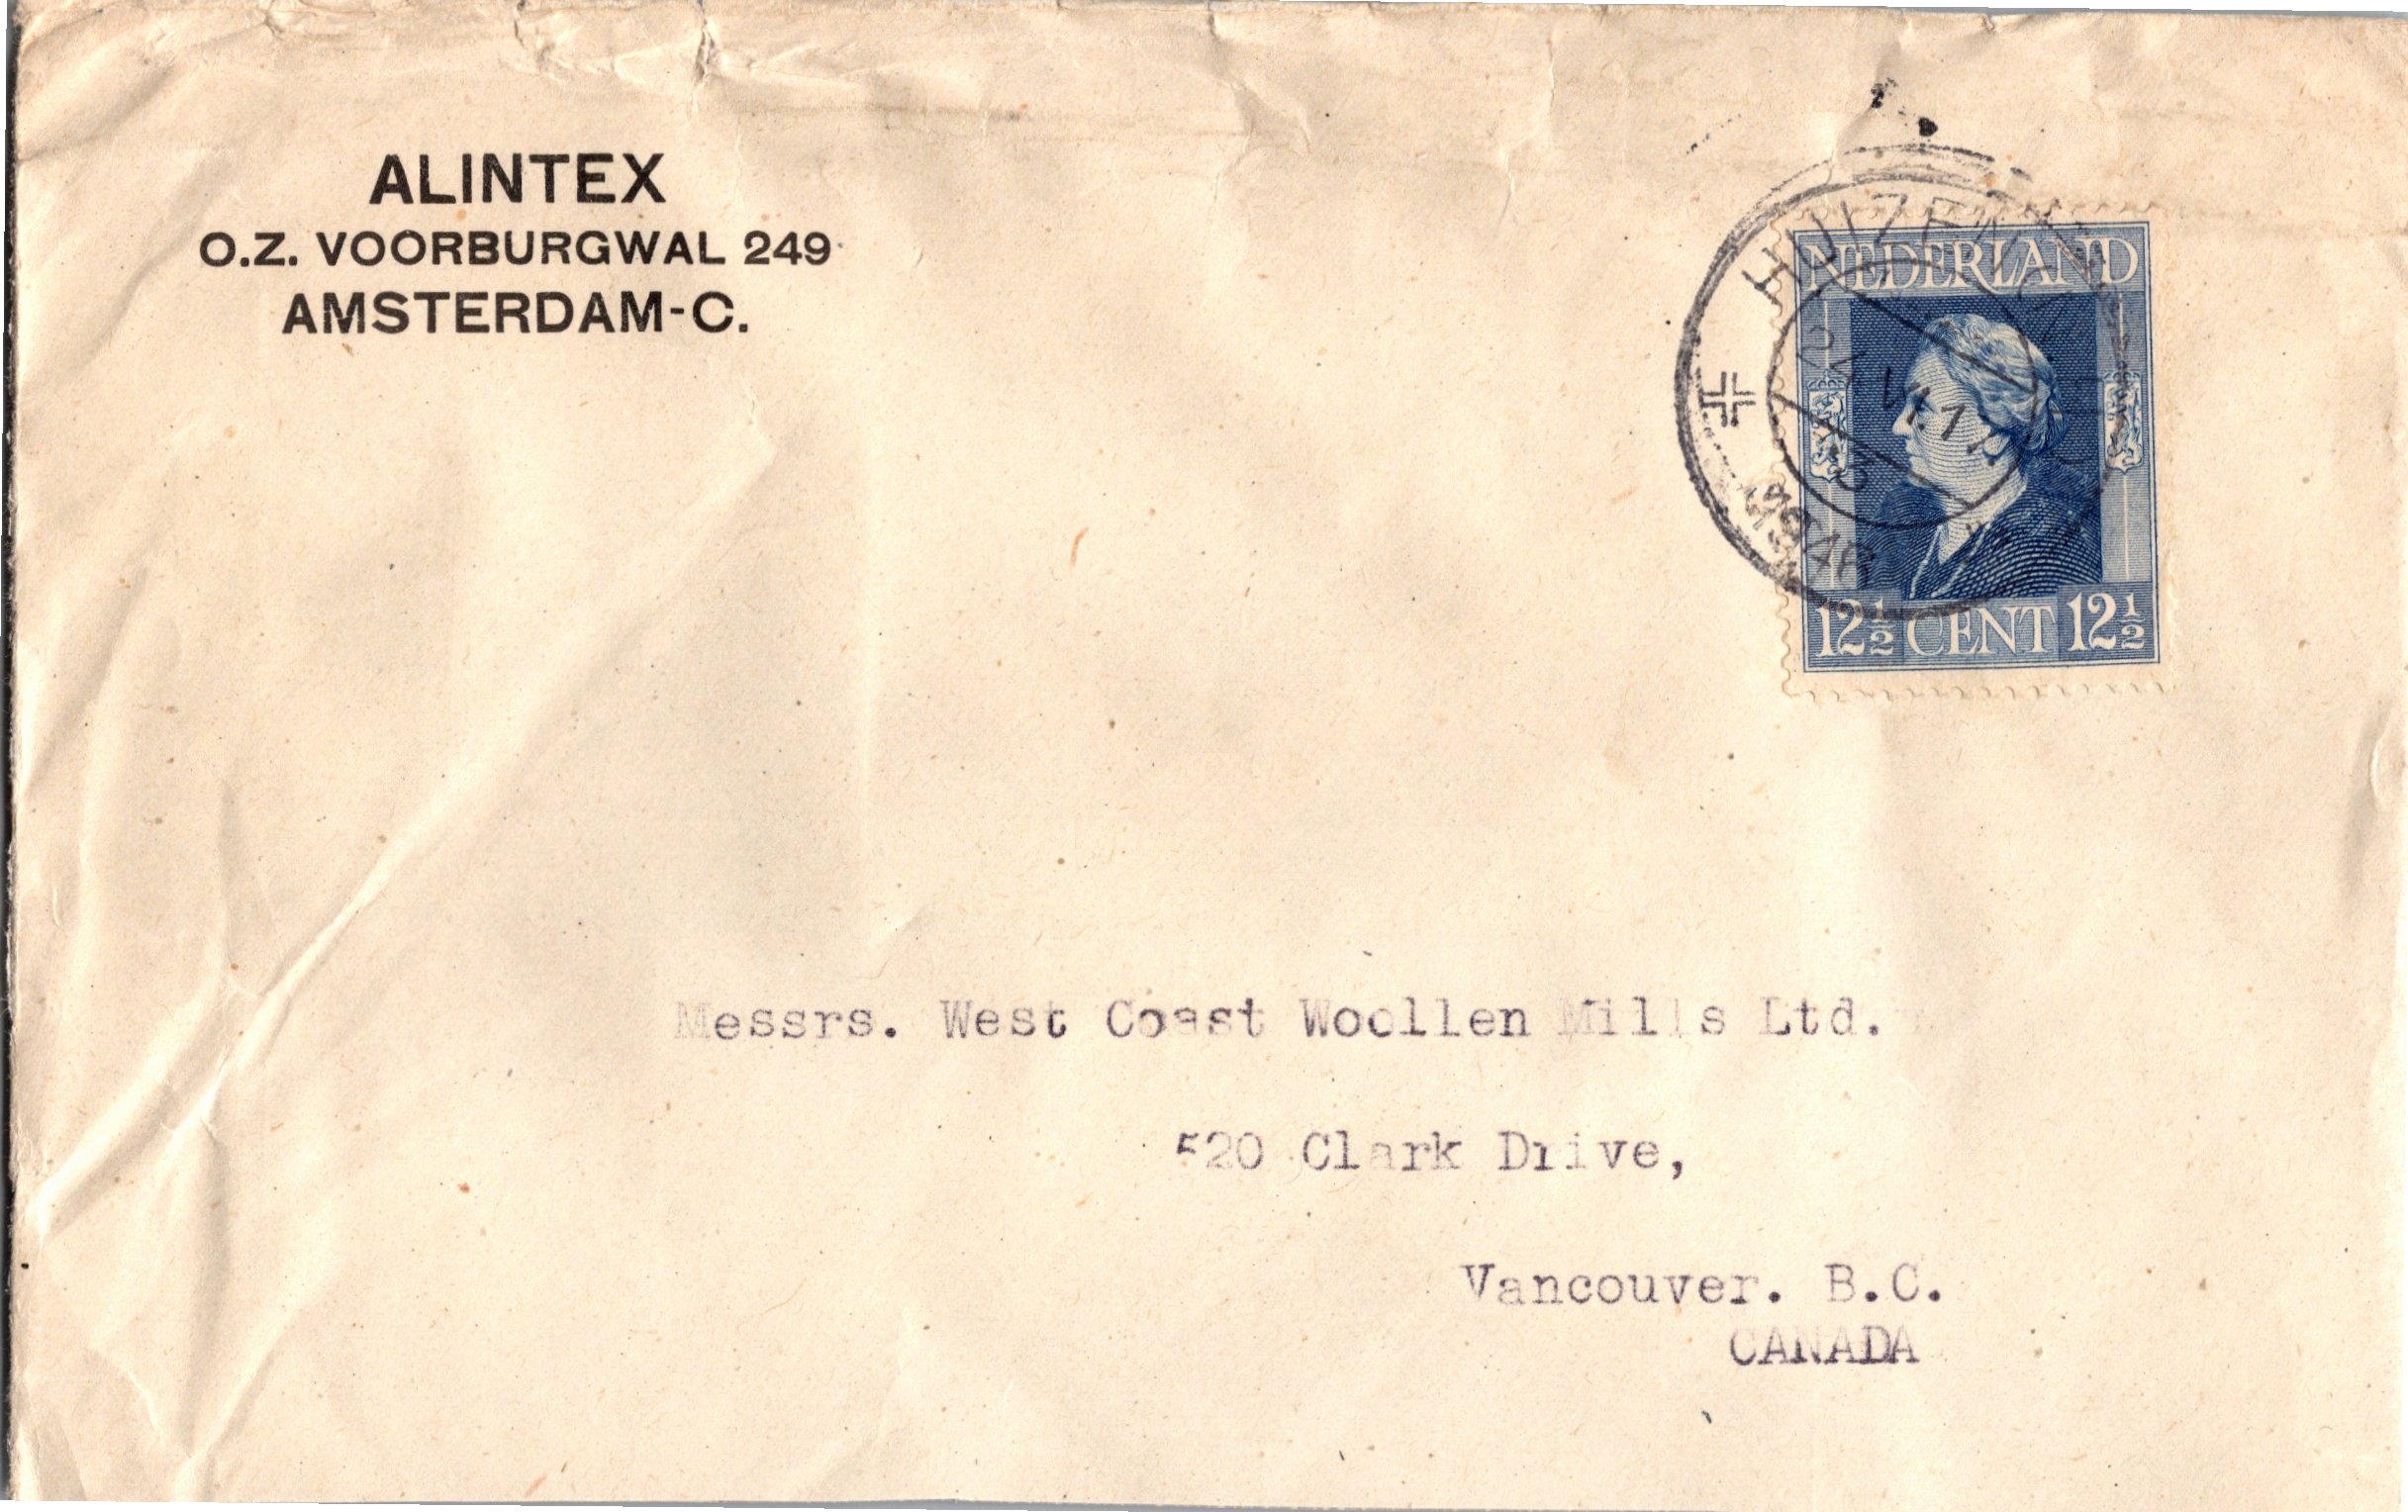 ALINTEX
O.Z. VOORBURGWAL 249
AMSTERDAM-C.
NEDERLAND
12½ CENT 12½
Messrs. West Coast Woollen Mills Ltd.
520 Clark Drive,
Vancouver. B.C.
CANADA